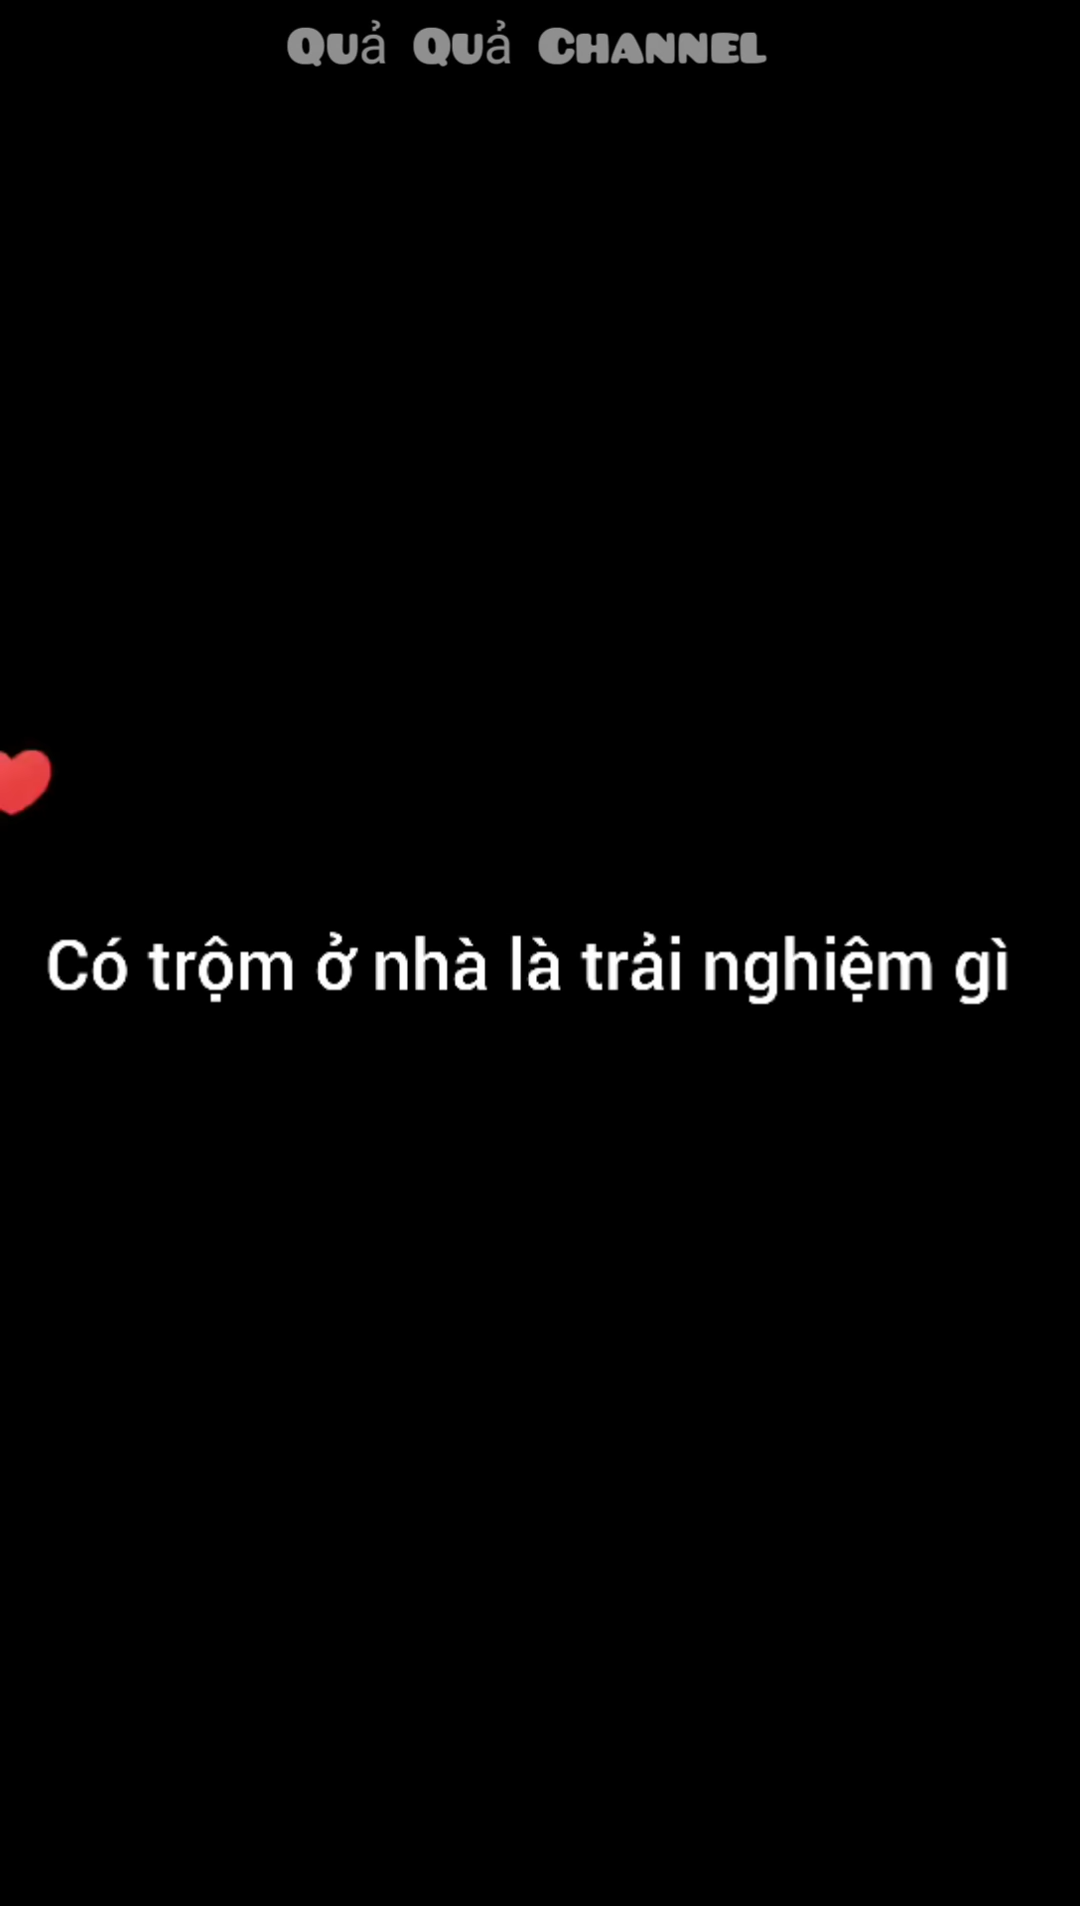 Quả Quả Channel
Có trộm ở nhà là trải nghiệm gì